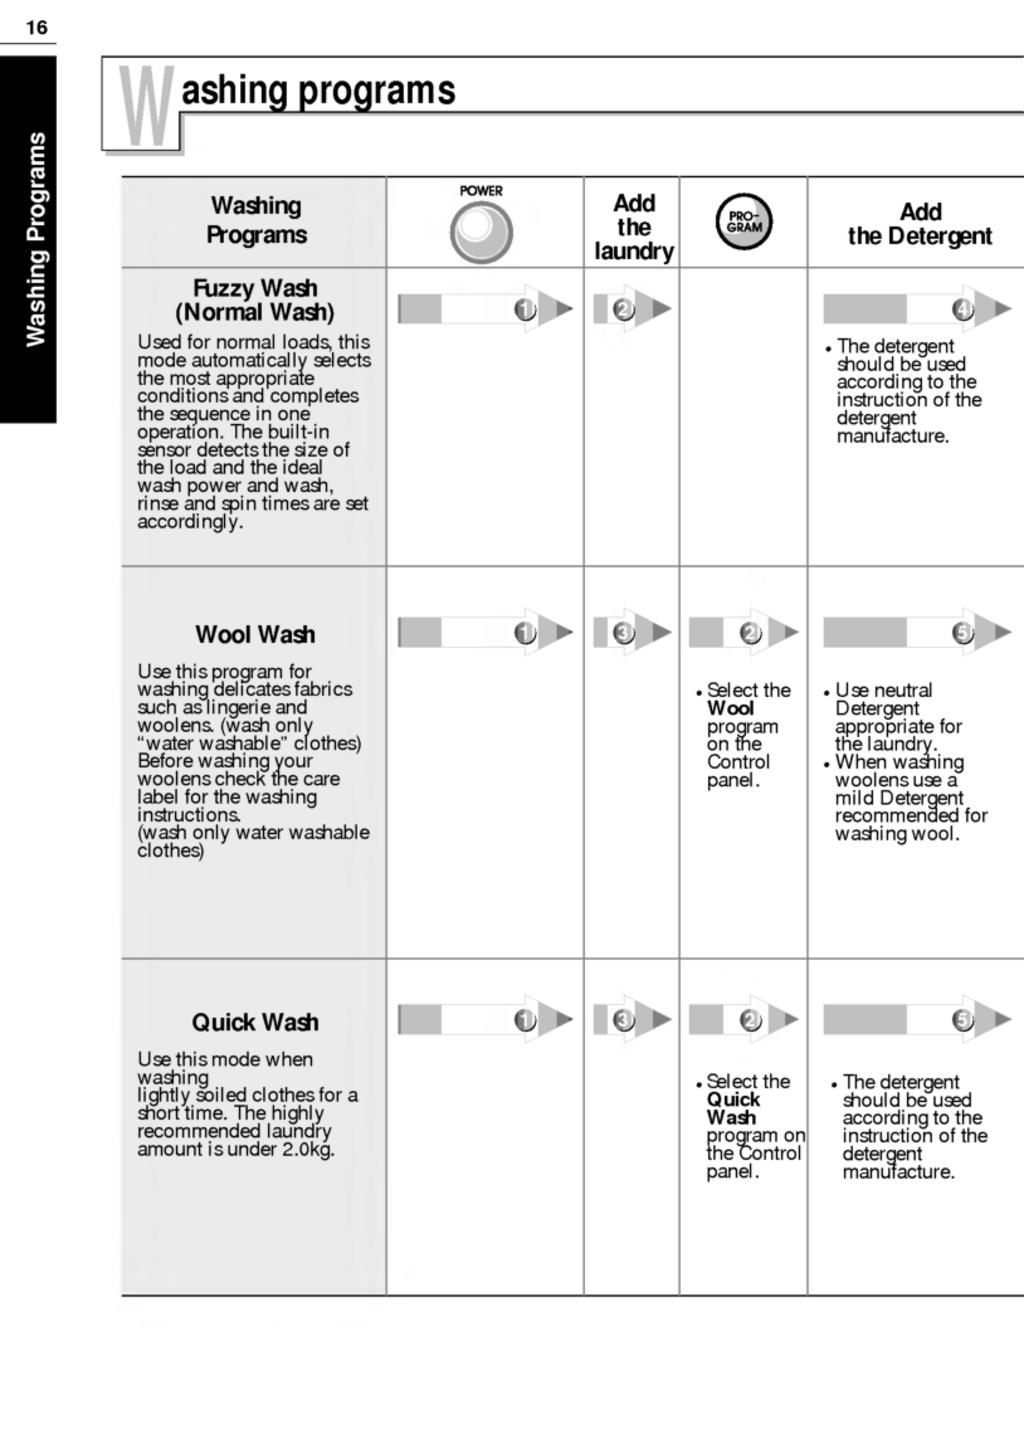 16
Washing Programs
Washing programs
Washing
Programs
POWER
Add
the
laundry
PRO-
GRAM
Add
the Detergent
Fuzzy Wash
(Normal Wash)
Used for normal loads, this
mode automatically selects
the most appropriate
conditions and completes
the sequence in one
operation. The built-in
sensor detects the size of
the load and the ideal
wash power and wash,
rinse and spin times are set
accordingly.
1
2
4
• The detergent
should be used
according to the
instruction of the
detergent
manufacture.
Wool Wash
Use this program for
washing delicates fabrics
such as lingerie and
woolens. (wash only
“water washable” clothes)
Before washing your
woolens check the care
label for the washing
instructions.
(wash only water washable
clothes)
1
3
2
• Select the
Wool
program
on the
Control
panel.
5
• Use neutral
Detergent
appropriate for
the laundry.
• When washing
woolens use a
mild Detergent
recommended for
washing wool.
Quick Wash
Use this mode when
washing
lightly soiled clothes for a
short time. The highly
recommended laundry
amount is under 2.0kg.
1
3
2
• Select the
Quick
Wash
program on
the Control
panel.
5
• The detergent
should be used
according to the
instruction of the
detergent
manufacture.